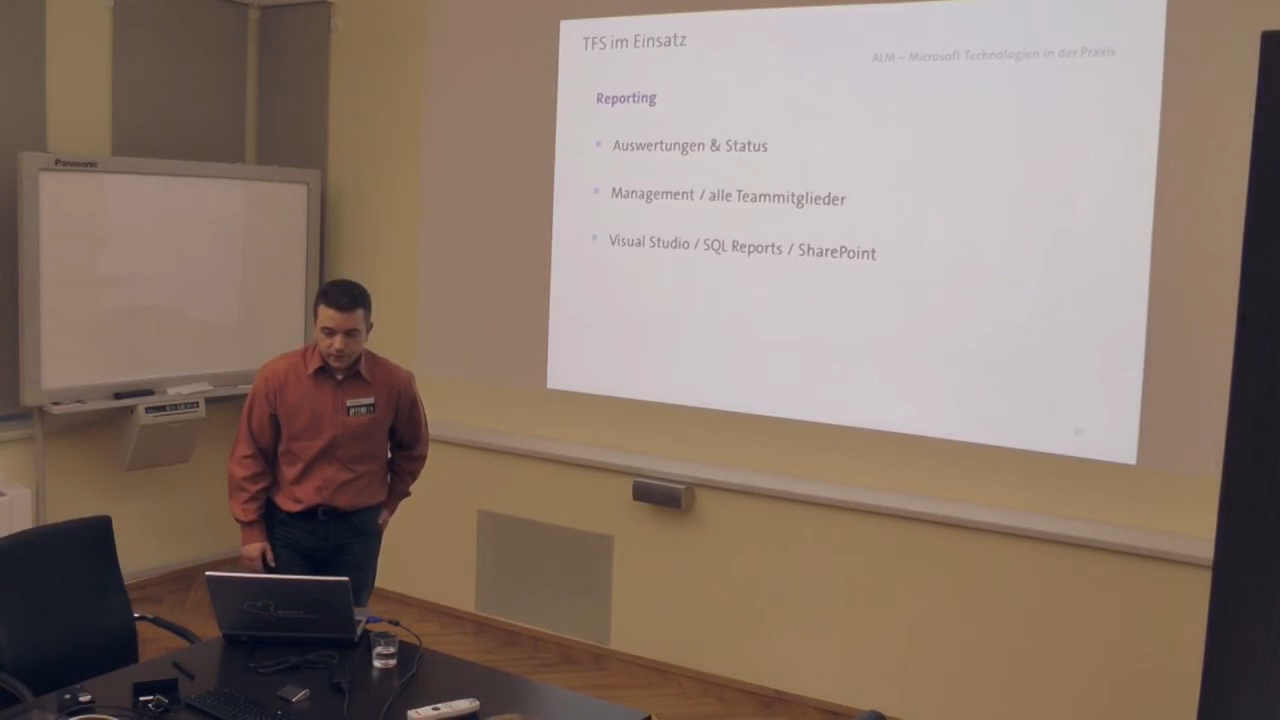 TFS im Einsatz
ALM – Microsoft Technologien in der Praxis
Reporting
Auswertungen & Status
Management / alle Teammitglieder
Visual Studio / SQL Reports / SharePoint
Panasonic